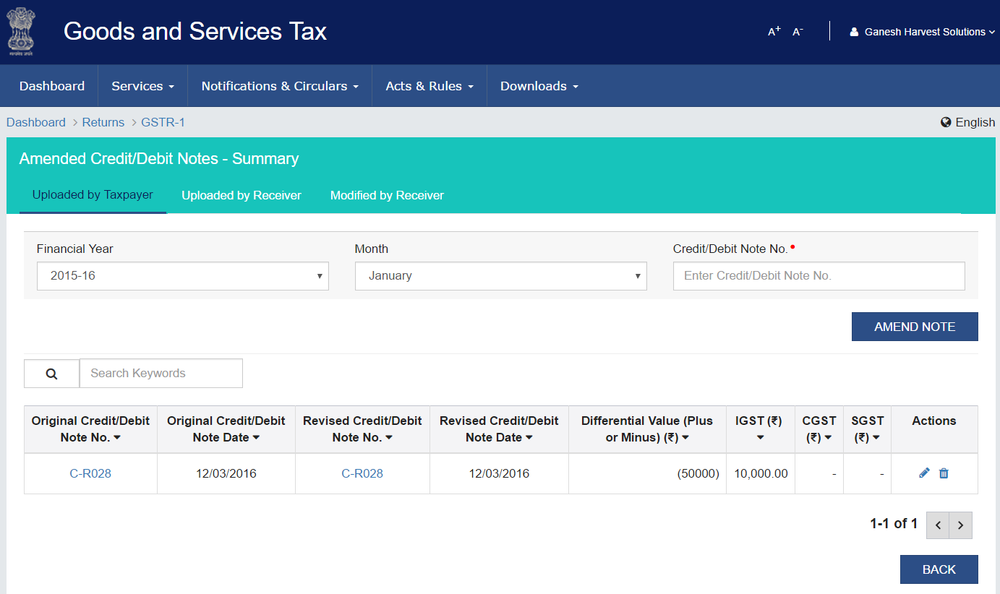 Goods and Services Tax
A+ A-
Ganesh Harvest Solutions
Dashboard Services Notifications & Circulars Acts & Rules Downloads
Dashboard > Returns > GSTR-1
English
Amended Credit/Debit Notes - Summary
Uploaded by Taxpayer Uploaded by Receiver Modified by Receiver
Financial Year Month Credit/Debit Note No.
2015-16 January Enter Credit/Debit Note No.
AMEND NOTE
Search Keywords
Original Credit/Debit Original Credit/Debit Revised Credit/Debit Revised Credit/Debit Differential Value (Plus IGST (₹) CGST SGST Actions
Note No. Note Date Note No. Note Date or Minus) (₹) (₹) (₹)
C-R028 12/03/2016 C-R028 12/03/2016 (50000) 10,000.00 - -
1-1 of 1
BACK